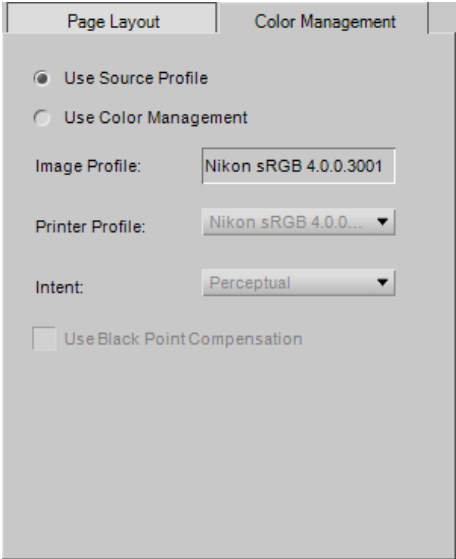 Page Layout Color Management
Use Source Profile
Use Color Management
Image Profile: Nikon sRGB 4.0.0.3001
Printer Profile: Nikon sRGB 4.0.0...
Intent: Perceptual
Use Black Point Compensation